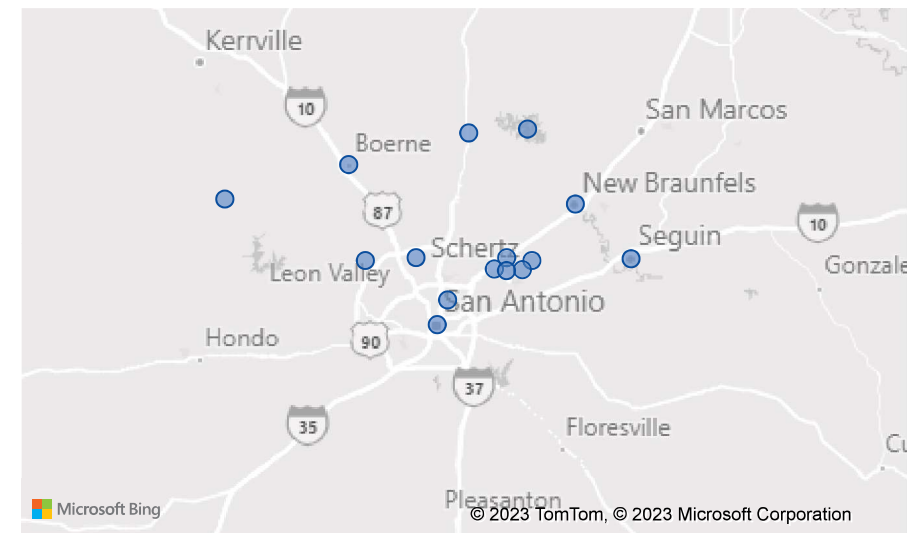 Kerrville
10
San Marcos
Boerne
New Braunfels
87
10
Seguin
Schertz
Gonzale
Leon Valley
San Antonio
Hondo
90
37
35
Floresville
Cu
Pleasanton
Microsoft Bing
© 2023 TomTom, © 2023 Microsoft Corporation